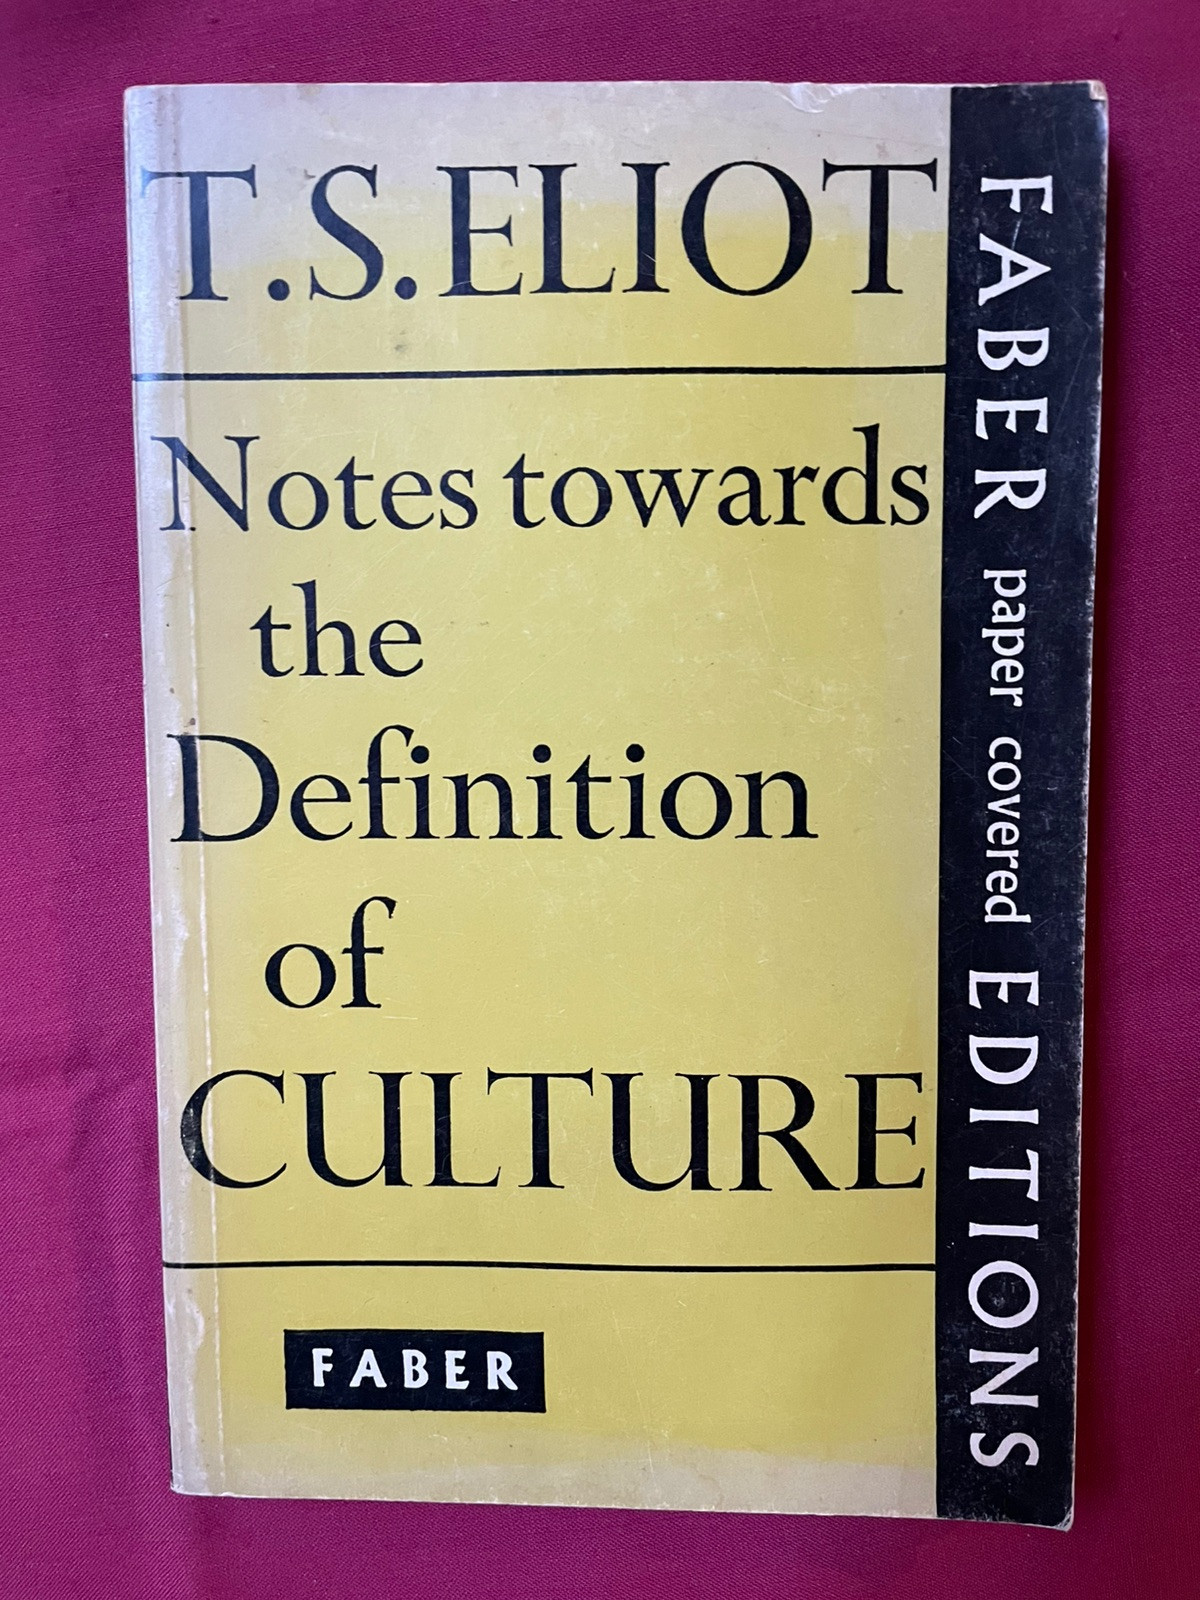 T.S.ELIOT
Notes towards
the
Definition
of
CULTURE
FABER
FABER paper covered EDITIONS